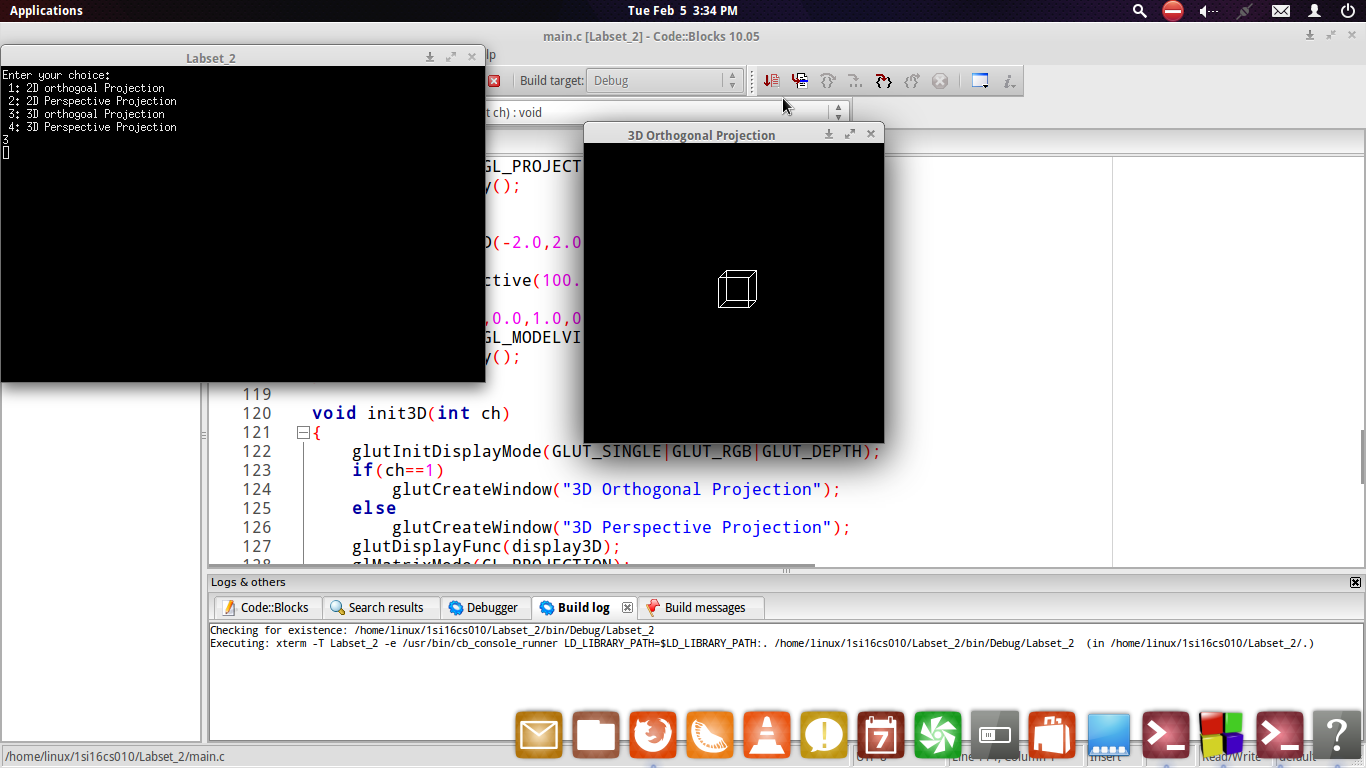 Applications
Tue Feb 5 3:34 PM
main.c [Labset_2] - Code::Blocks 10.05
Labset_2
lp
Build target: Debug
Enter your choice:
1: 2D orthogoal Projection
2: 2D Perspective Projection
3: 3D orthogoal Projection
4: 3D Perspective Projection
3
t ch) : void
3D Orthogonal Projection
GL_PROJECT
y();
D(-2.0,2.0
ctive(100.
,0.0,1.0,0
GL_MODELVI
y();
119
120 void init3D(int ch)
121 {
122 glutInitDisplayMode(GLUT_SINGLE|GLUT_RGB|GLUT_DEPTH);
123 if(ch==1)
124 glutCreateWindow("3D Orthogonal Projection");
125 else
126 glutCreateWindow("3D Perspective Projection");
127 glutDisplayFunc(display3D);
128 glMatrixMode(GL_PROJECTION);
Logs & others
Code::Blocks
Search results
Debugger
Build log
Build messages
Checking for existence: /home/linux/1si16cs010/Labset_2/bin/Debug/Labset_2
Executing: xterm -T Labset_2 -e /usr/bin/cb_console_runner LD_LIBRARY_PATH=$LD_LIBRARY_PATH:. /home/linux/1si16cs010/Labset_2/bin/Debug/Labset_2 (in /home/linux/1si16cs010/Labset_2/.)
7
?
/home/linux/1si16cs010/Labset_2/main.c
Insert
Read/Write
default